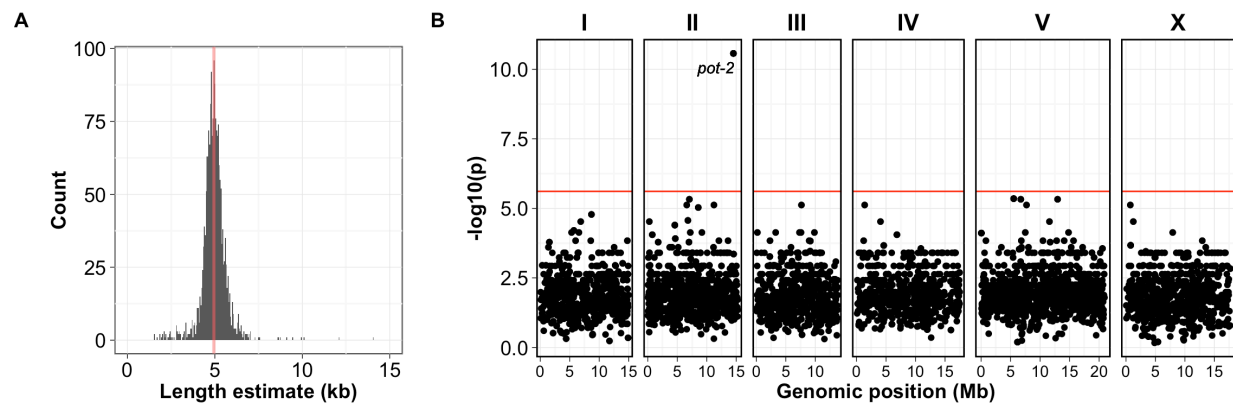 A
B
I II III IV V X
100
75
50
25
0
Count
0 5 10 15
Length estimate (kb)
10.0
7.5
5.0
2.5
0.0
-log10(p)
pot-2
0 5 10 15 0 5 10 15 0 5 10 0 5 10 15 0 5 10 15 20 0 5 10 15
Genomic position (Mb)